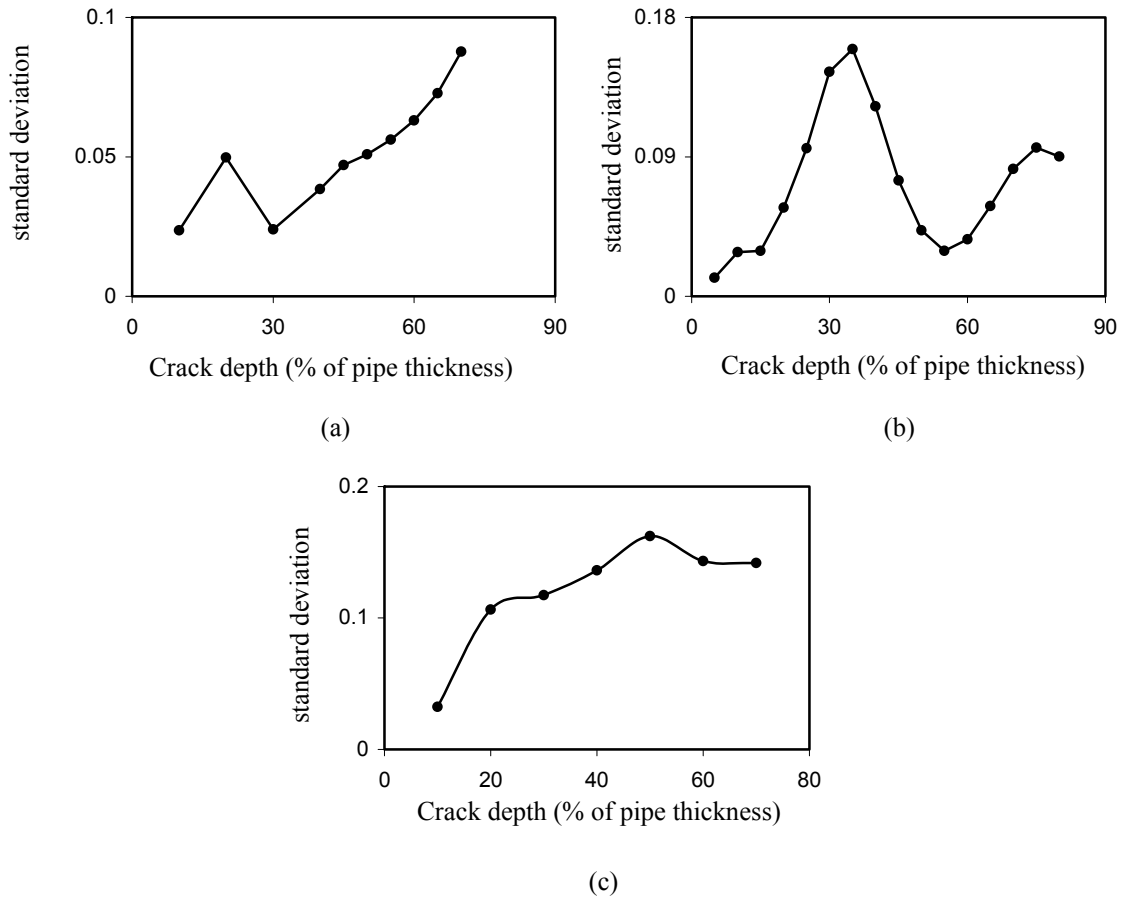 0.1
0.05
0
0 30 60 90
standard deviation
Crack depth (% of pipe thickness)
(a)
0.18
0.09
0
0 30 60 90
standard deviation
Crack depth (% of pipe thickness)
(b)
0.2
0.1
0
0 20 40 60 80
standard deviation
Crack depth (% of pipe thickness)
(c)